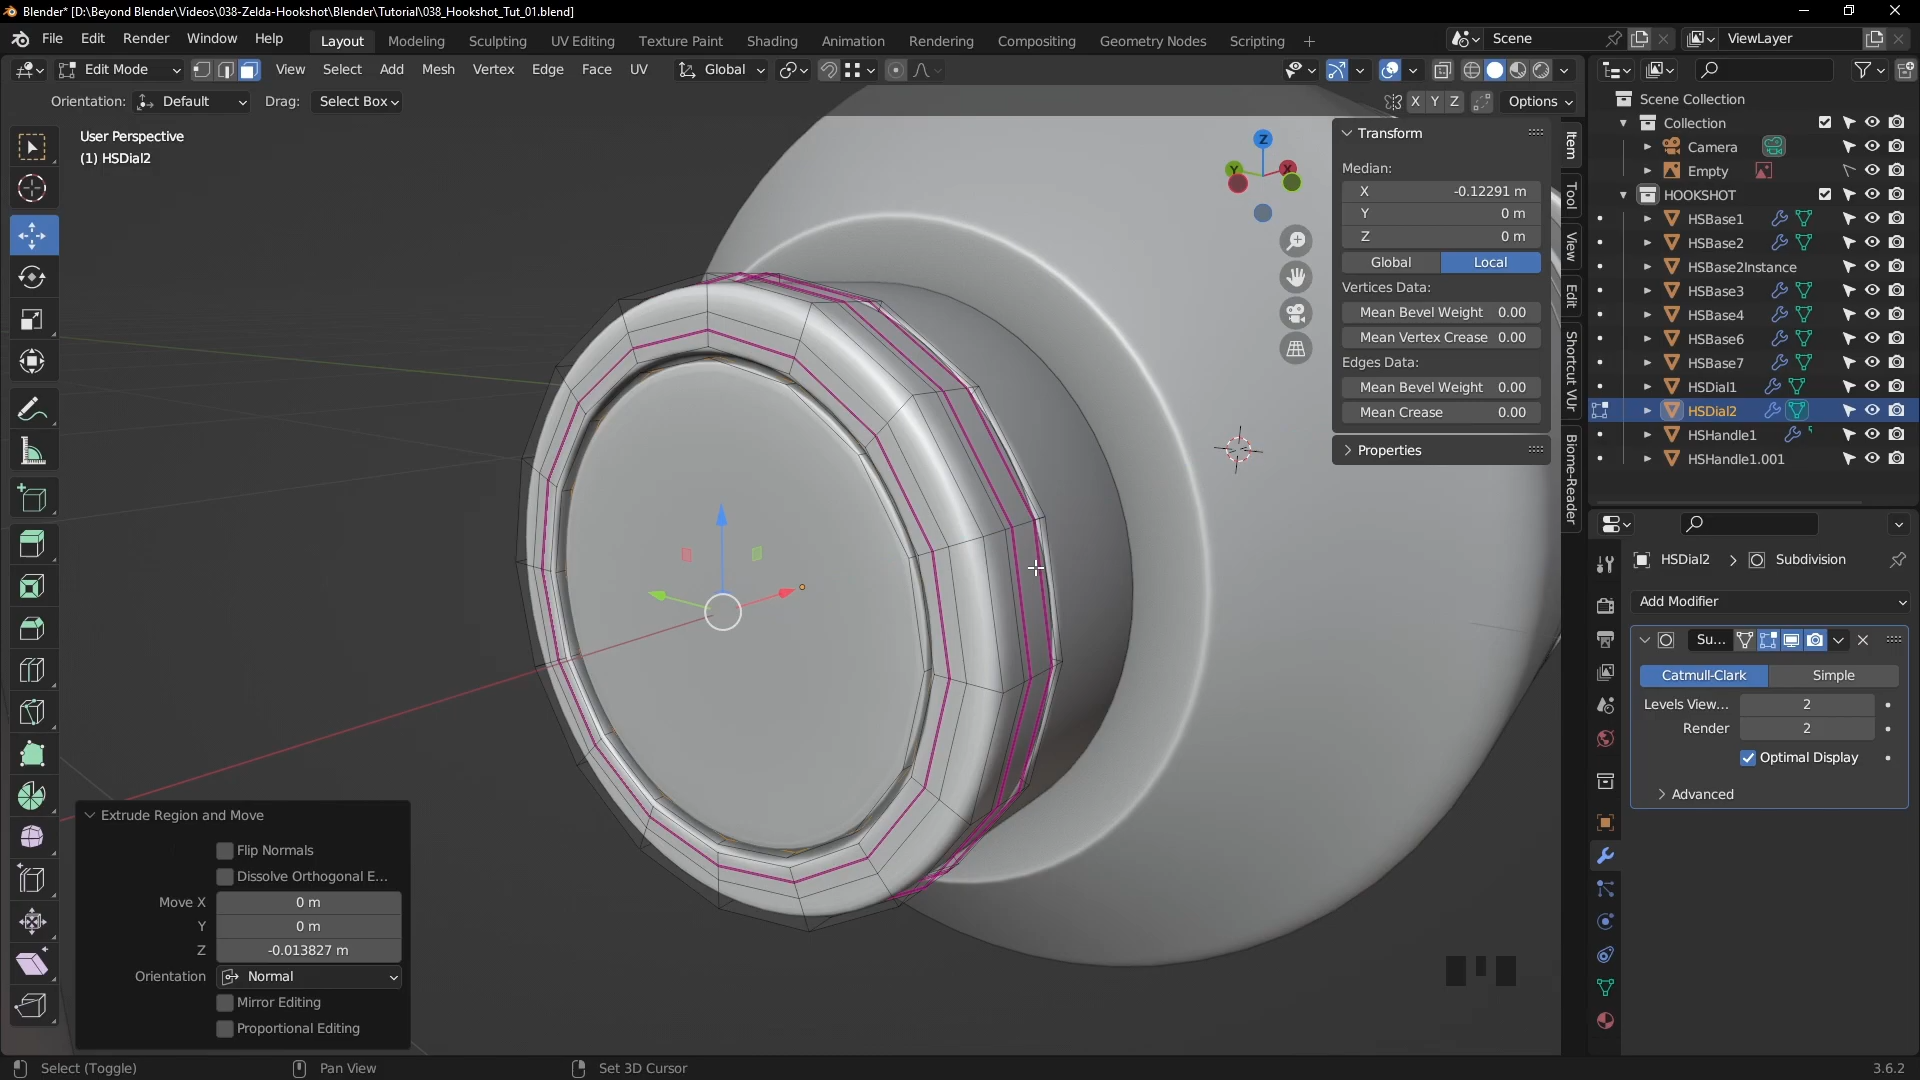 Blender* [D:\Beyond Blender\Videos\038-Zelda-Hookshot\Blender\Tutorial\038_Hookshot_Tut_01.blend]
File Edit Render Window Help Layout Modeling Sculpting UV Editing Texture Paint Shading Animation Rendering Compositing Geometry Nodes Scripting + Scene ViewLayer
Edit Mode View Select Add Mesh Vertex Edge Face UV Global
Orientation: Default Drag: Select Box X Y Z Options
User Perspective
(1) HSDial2
Z
Y
X
Transform
Median:
X -0.12291 m
Y 0 m
Z 0 m
Global Local
Vertices Data:
Mean Bevel Weight 0.00
Mean Vertex Crease 0.00
Edges Data:
Mean Bevel Weight 0.00
Mean Crease 0.00
Properties
Item
Tool
View
Edit
Shortcut VUr
Biome-Reader
Scene Collection
Collection
Camera
Empty
HOOKSHOT
HSBase1
HSBase2
HSBase2Instance
HSBase3
HSBase4
HSBase6
HSBase7
HSDial1
HSDial2
HSHandle1
HSHandle1.001
HSDial2 > Subdivision
Add Modifier
Su...
Catmull-Clark Simple
Levels View... 2
Render 2
Optimal Display
Advanced
Extrude Region and Move
Flip Normals
Dissolve Orthogonal E...
Move X 0 m
Y 0 m
Z -0.013827 m
Orientation Normal
Mirror Editing
Proportional Editing
Select (Toggle) Pan View Set 3D Cursor 3.6.2